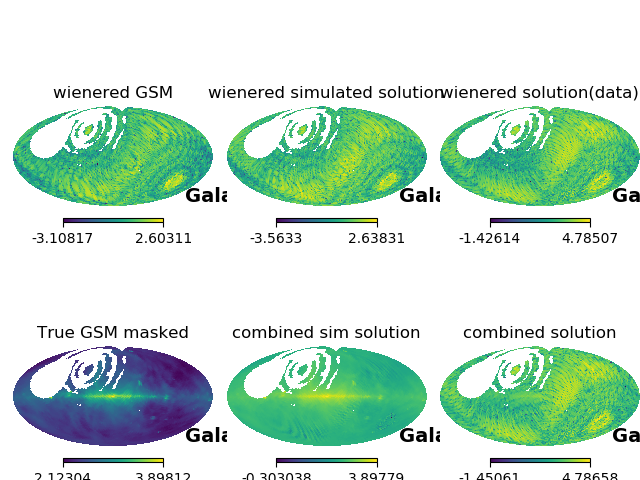 wienered GSM
wienered simulated solution
wienered solution(data)
Gala
Gala
Ga
-3.10817 2.60311
-3.5633 2.63831
-1.42614 4.78507
True GSM masked
combined sim solution
combined solution
Gala
Gala
Ga
2.12304 3.89812
-0.303038 3.89779
-1.45061 4.78658